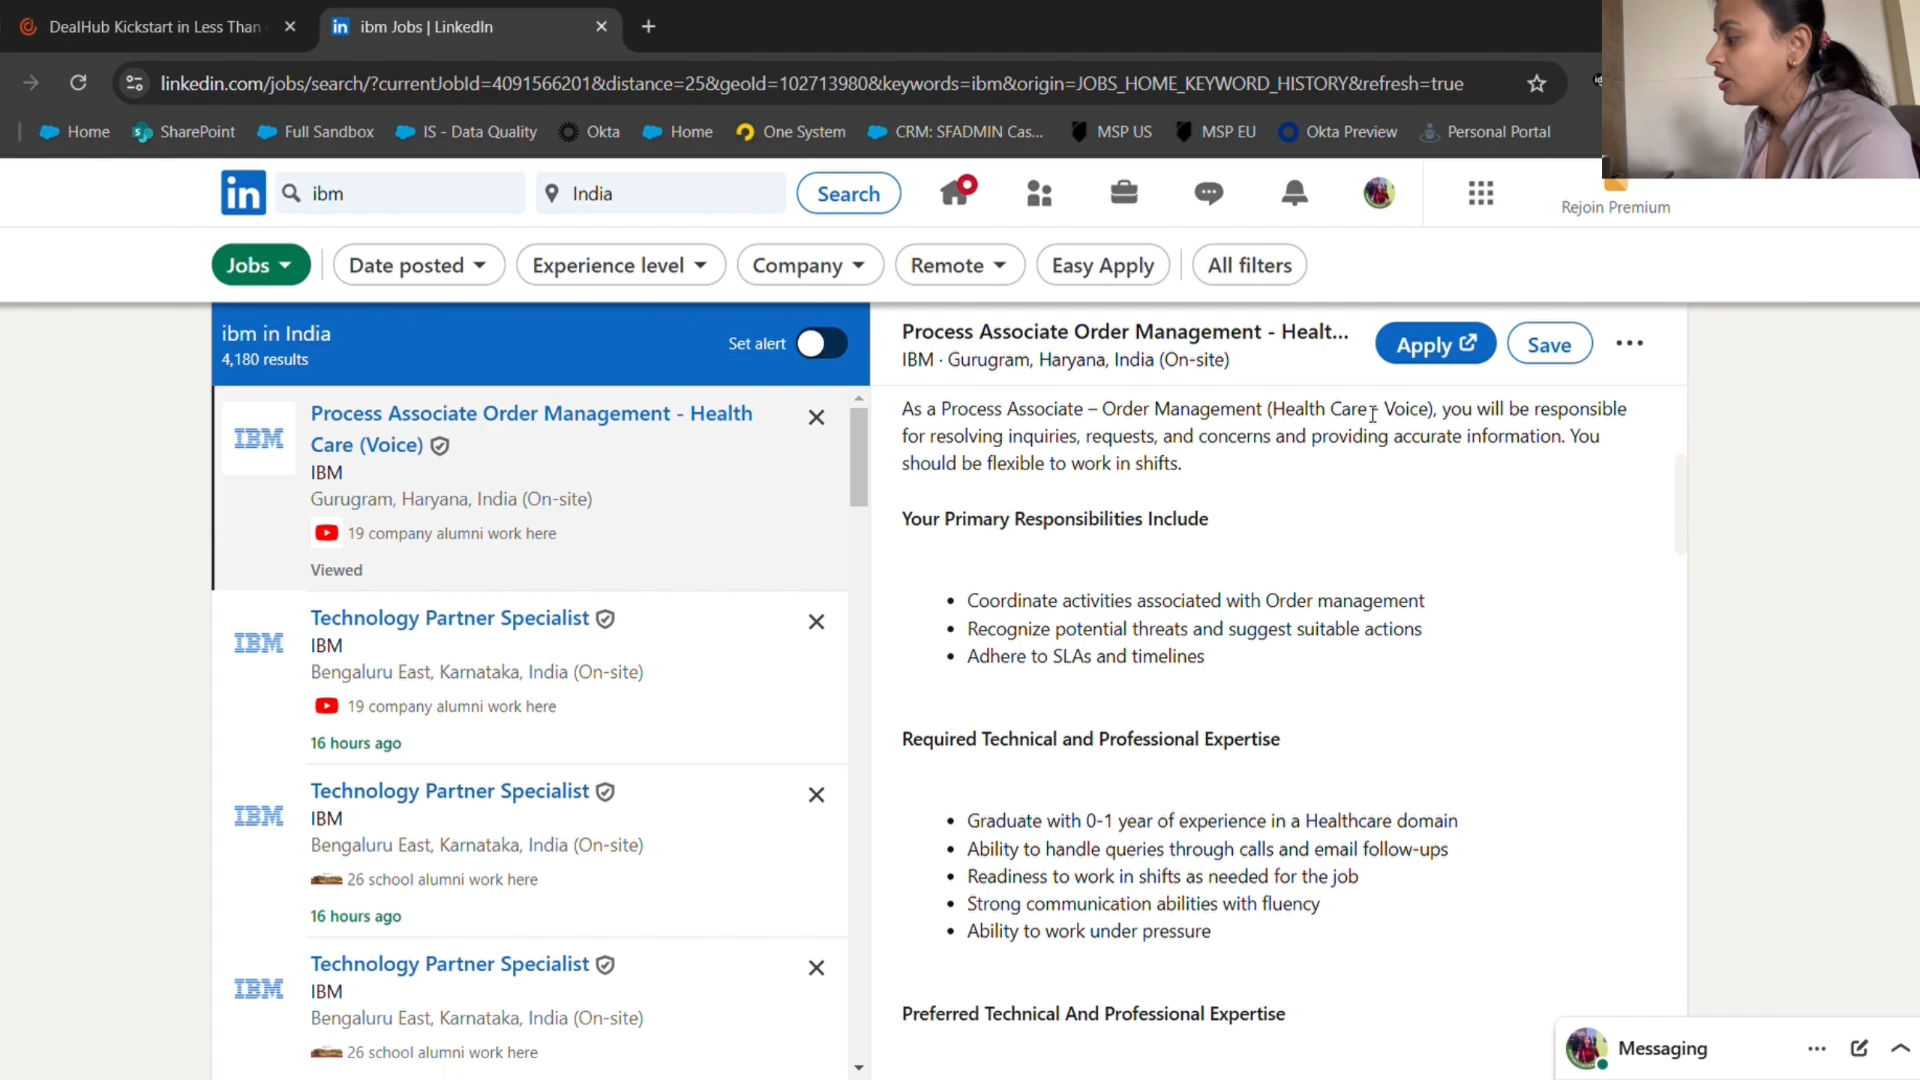 DealHub Kickstart in Less Than
ibm Jobs | LinkedIn
linkedin.com/jobs/search/?currentJobId=4091566201&distance=25&geoId=102713980&keywords=ibm&origin=JOBS_HOME_KEYWORD_HISTORY&refresh=true
Home SharePoint Full Sandbox IS - Data Quality Okta Home One System CRM: SFADMIN Cas... MSP US MSP EU Okta Preview Personal Portal
in ibm India Search
Rejoin Premium
Jobs Date posted Experience level Company Remote Easy Apply All filters
ibm in India
4,180 results
Set alert
IBM
Process Associate Order Management - Health
Care (Voice)
IBM
Gurugram, Haryana, India (On-site)
19 company alumni work here
Viewed
IBM
Technology Partner Specialist
IBM
Bengaluru East, Karnataka, India (On-site)
19 company alumni work here
16 hours ago
IBM
Technology Partner Specialist
IBM
Bengaluru East, Karnataka, India (On-site)
26 school alumni work here
16 hours ago
IBM
Technology Partner Specialist
IBM
Bengaluru East, Karnataka, India (On-site)
26 school alumni work here
Process Associate Order Management - Healt...
IBM · Gurugram, Haryana, India (On-site)
Apply
Save
As a Process Associate – Order Management (Health Care- Voice), you will be responsible
for resolving inquiries, requests, and concerns and providing accurate information. You
should be flexible to work in shifts.
Your Primary Responsibilities Include
• Coordinate activities associated with Order management
• Recognize potential threats and suggest suitable actions
• Adhere to SLAs and timelines
Required Technical and Professional Expertise
• Graduate with 0-1 year of experience in a Healthcare domain
• Ability to handle queries through calls and email follow-ups
• Readiness to work in shifts as needed for the job
• Strong communication abilities with fluency
• Ability to work under pressure
Preferred Technical And Professional Expertise
Messaging